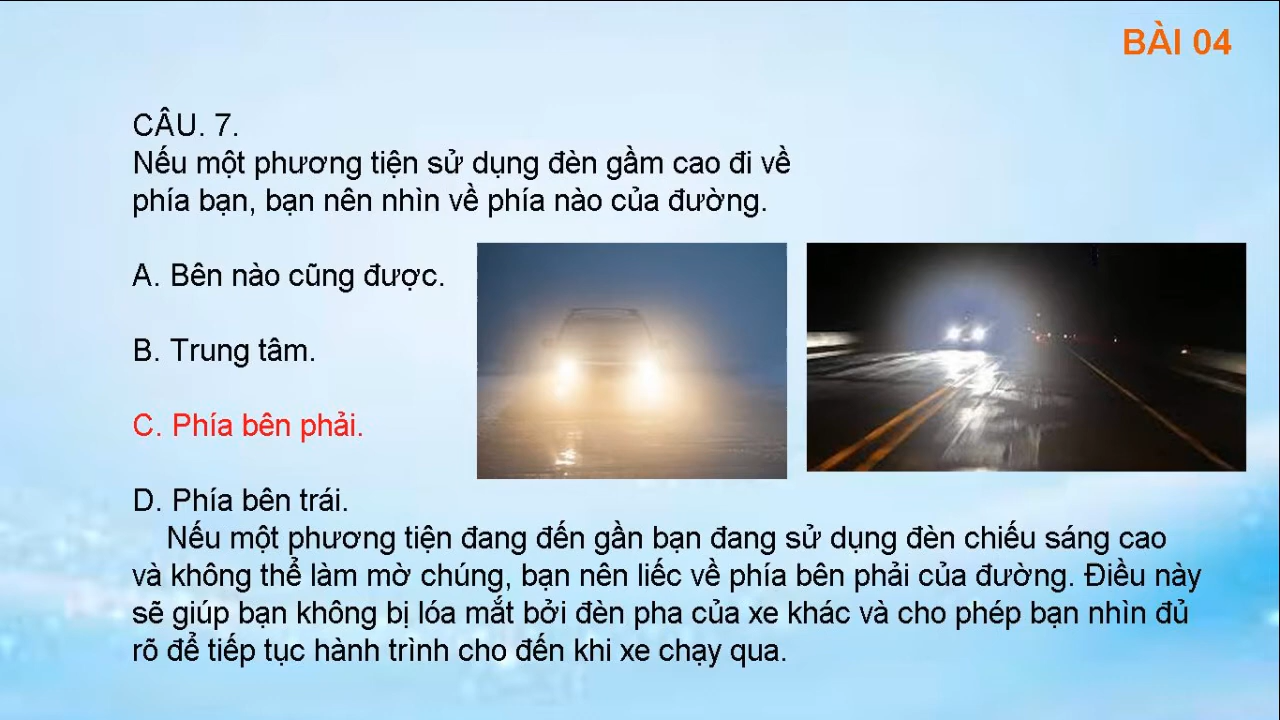 BÀI 04
CÂU. 7.
Nếu một phương tiện sử dụng đèn gầm cao đi về
phía bạn, bạn nên nhìn về phía nào của đường.
A. Bên nào cũng được.
B. Trung tâm.
C. Phía bên phải.
D. Phía bên trái.
Nếu một phương tiện đang đến gần bạn đang sử dụng đèn chiếu sáng cao
và không thể làm mờ chúng, bạn nên liếc về phía bên phải của đường. Điều này
sẽ giúp bạn không bị lóa mắt bởi đèn pha của xe khác và cho phép bạn nhìn đủ
rõ để tiếp tục hành trình cho đến khi xe chạy qua.